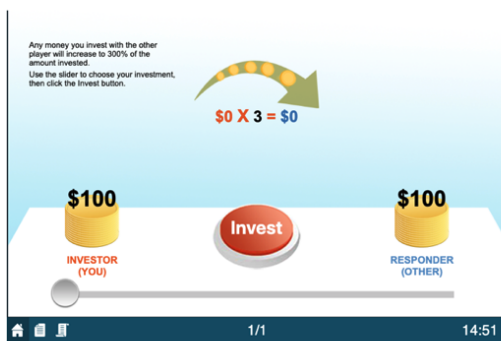 Any money you invest with the other
player will increase to 300% of the
amount invested.
Use the slider to choose your investment,
then click the Invest button.
$0 X 3 = $0
$100
$100
Invest
INVESTOR
(YOU)
RESPONDER
(OTHER)
1/1
14:51